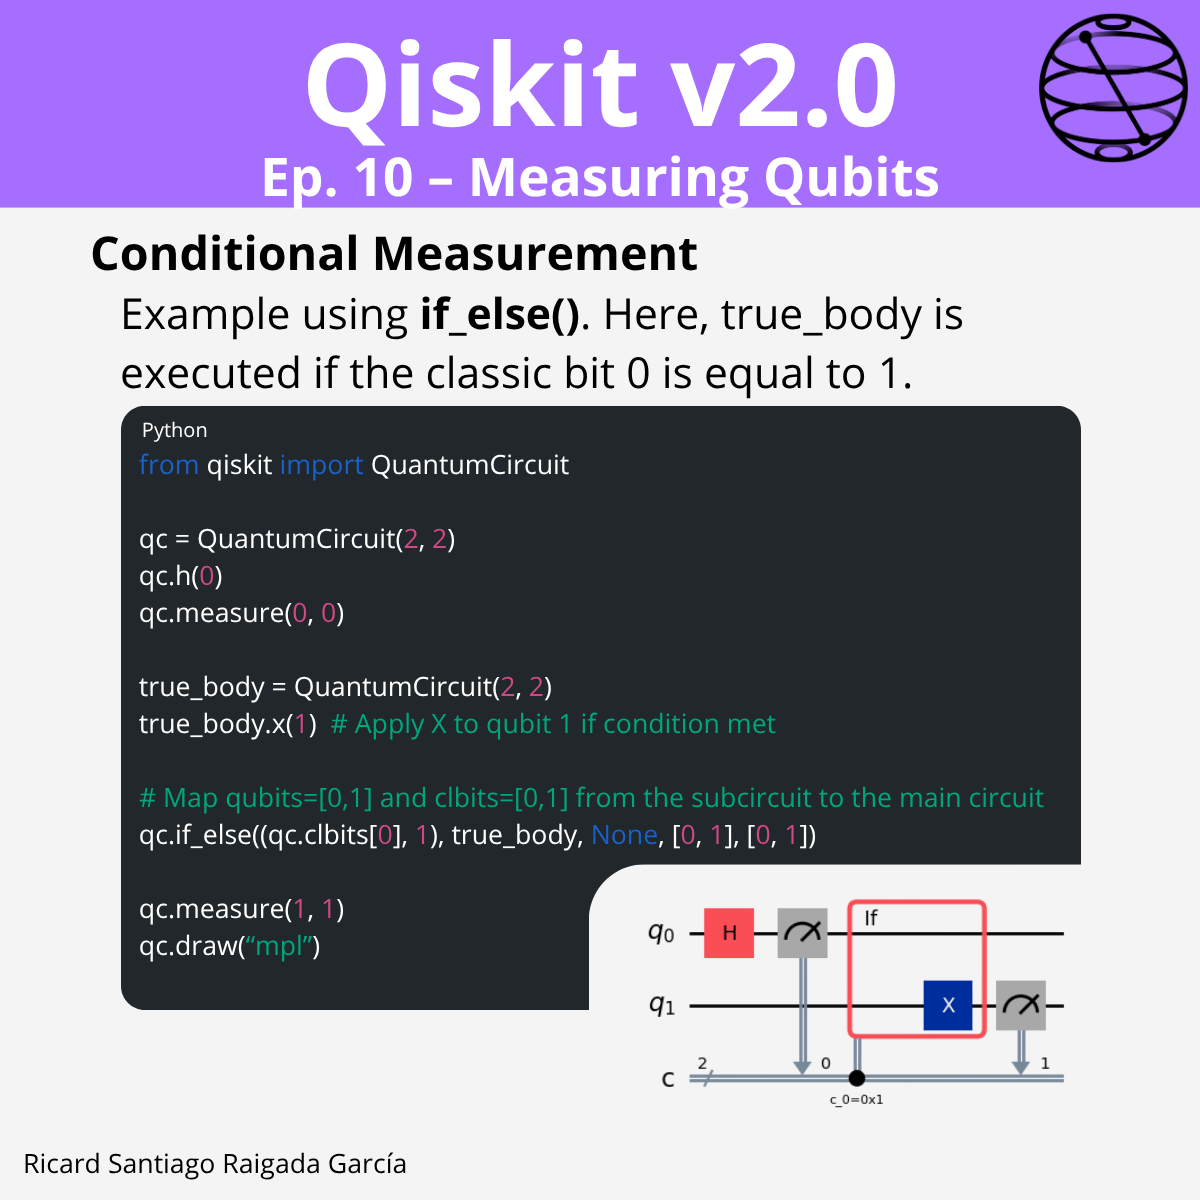 Qiskit v2.0
Ep. 10 – Measuring Qubits
Conditional Measurement
Example using if_else(). Here, true_body is
executed if the classic bit 0 is equal to 1.
Python
from qiskit import QuantumCircuit
qc = QuantumCircuit(2, 2)
qc.h(0)
qc.measure(0, 0)
true_body = QuantumCircuit(2, 2)
true_body.x(1)  # Apply X to qubit 1 if condition met
# Map qubits=[0,1] and clbits=[0,1] from the subcircuit to the main circuit
qc.if_else((qc.clbits[0], 1), true_body, None, [0, 1], [0, 1])
qc.measure(1, 1)
qc.draw(“mpl”)
If
q0 H
q1 X
2 0 1
c
c_0=0x1
Ricard Santiago Raigada García